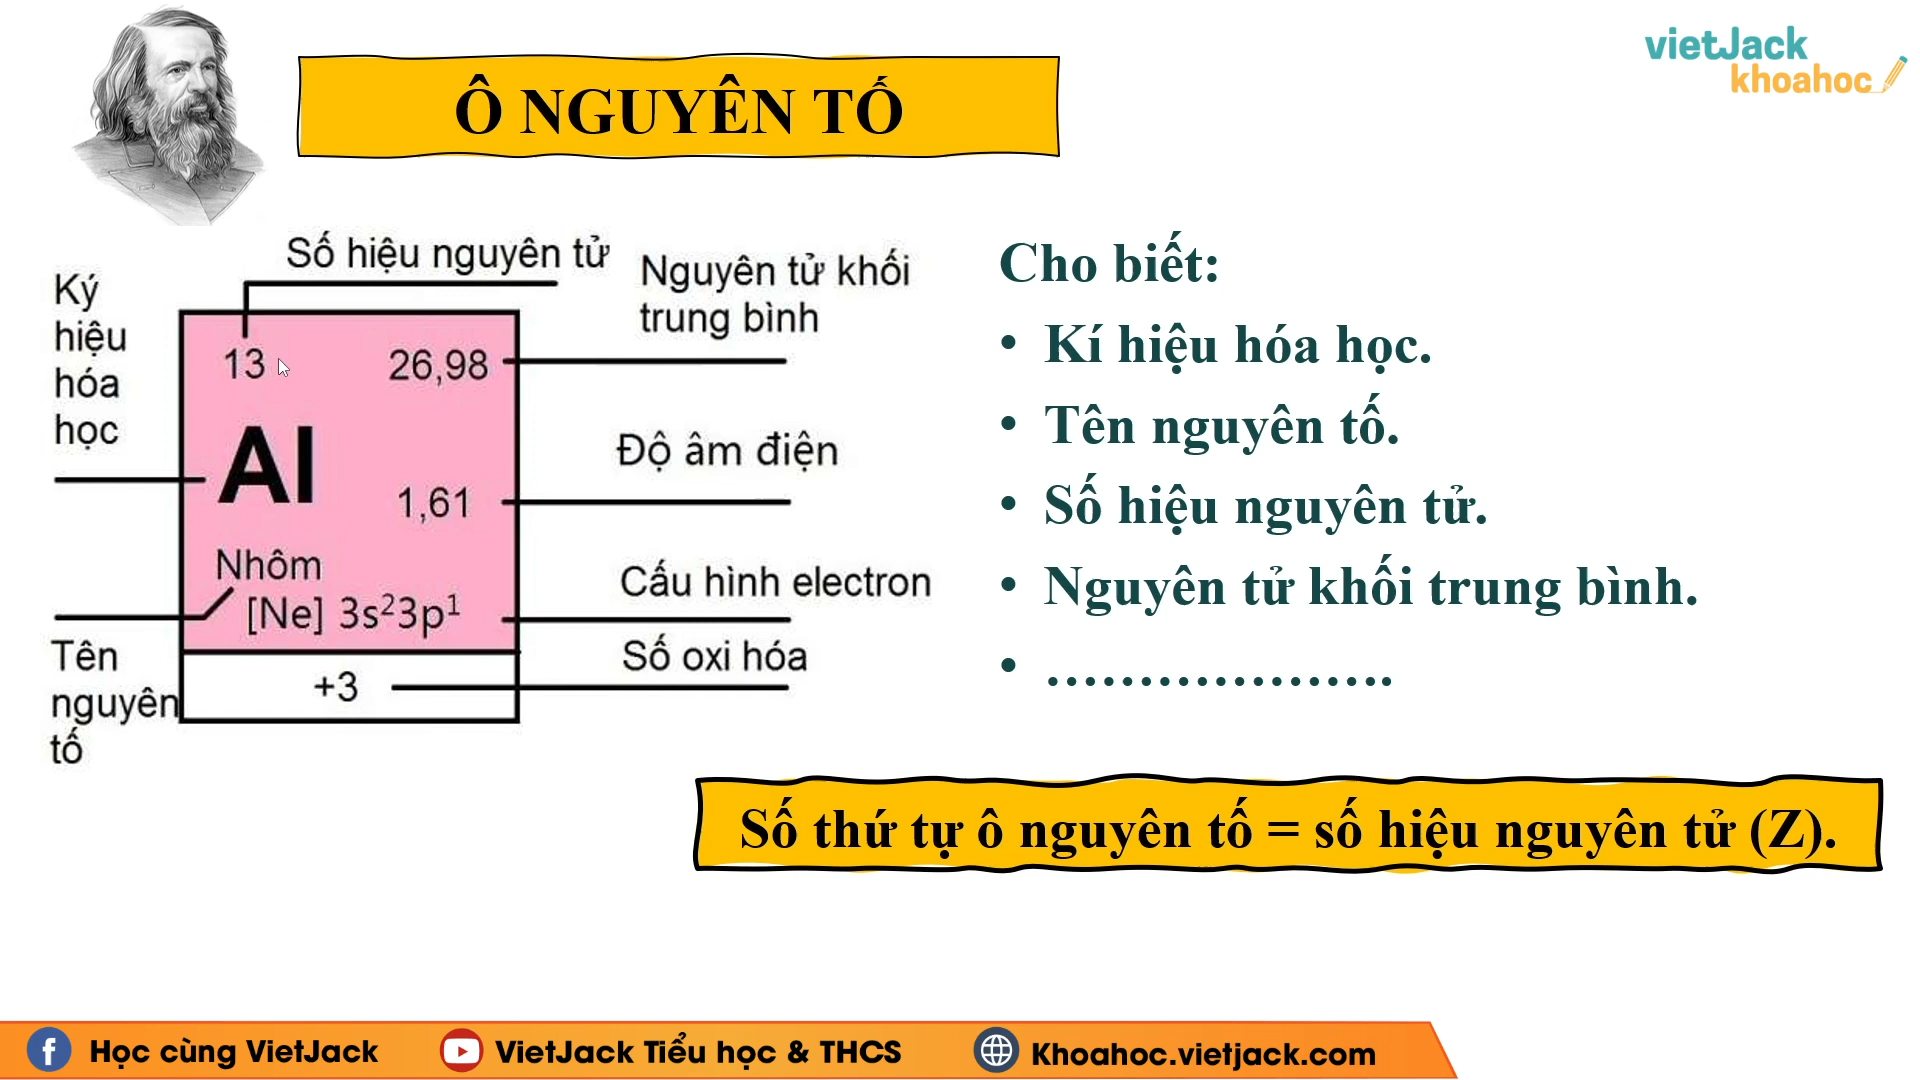 vietJack
khoahoc
Ô NGUYÊN TỐ
Số hiệu nguyên tử
Nguyên tử khối
trung bình
Ký
hiệu
hóa
học
13
26,98
Al
Độ âm điện
1,61
Nhôm
[Ne] 3s²3p¹
Cấu hình electron
Tên
nguyên
tố
+3
Số oxi hóa
Cho biết:
• Kí hiệu hóa học.
• Tên nguyên tố.
• Số hiệu nguyên tử.
• Nguyên tử khối trung bình.
• ………………….
Số thứ tự ô nguyên tố = số hiệu nguyên tử (Z).
Học cùng VietJack
VietJack Tiểu học & THCS
Khoahoc.vietjack.com